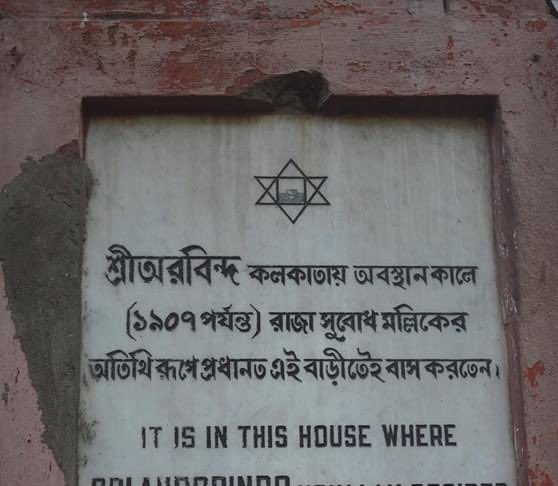 শ্রীঅরবিন্দ কলকাতায় অবস্থান কালে
(১৯০৭ পর্যন্ত) রাজা সুবোধ মল্লিকের
অতিথি রূপে প্রধানত এই বাড়ীতেই বাস করতেন।
IT IS IN THIS HOUSE WHERE